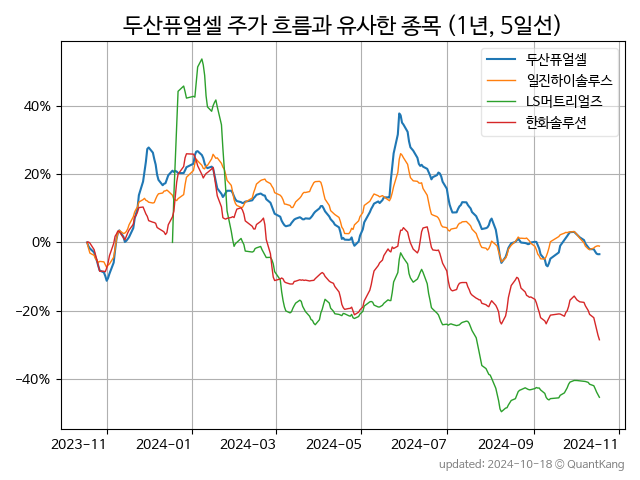 두산퓨얼셀 주가 흐름과 유사한 종목 (1년, 5일선)
두산퓨얼셀
일진하이솔루스
LS머트리얼즈
한화솔루션
40%
20%
0%
−20%
−40%
2023-11 2024-01 2024-03 2024-05 2024-07 2024-09 2024-11
updated: 2024-10-18 © QuantKang